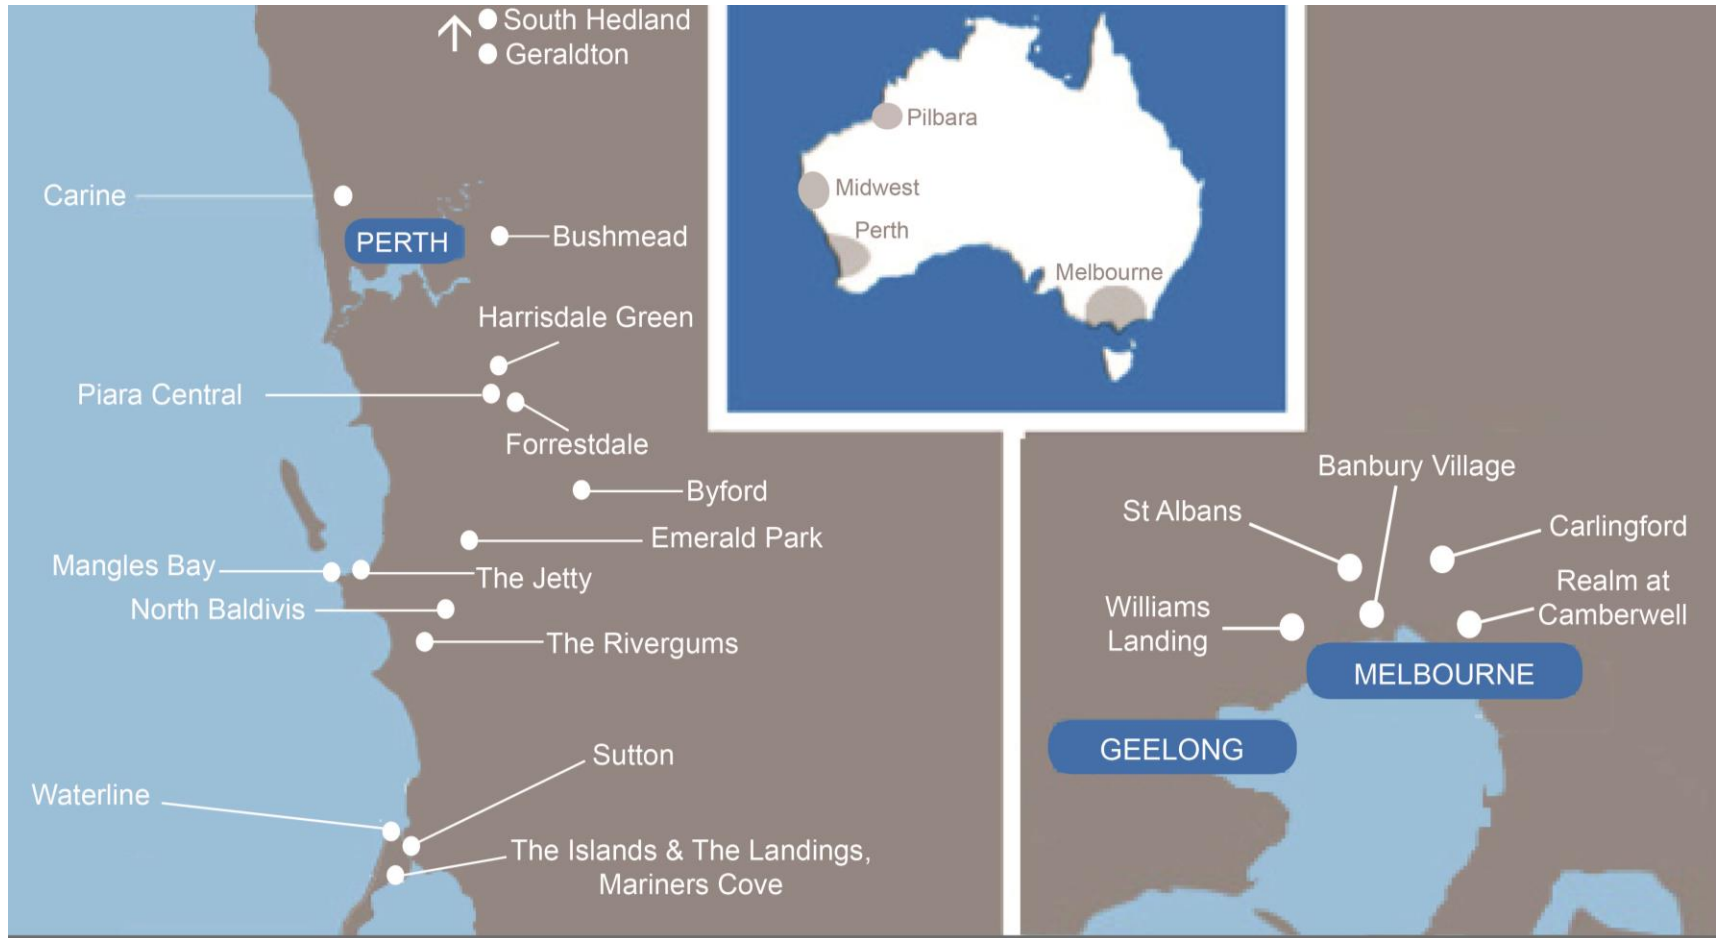 South Hedland
Geraldton
Carine
PERTH
Bushmead
Harrisdale Green
Piara Central
Forrestdale
Byford
Emerald Park
Mangles Bay
The Jetty
North Baldivis
The Rivergums
Sutton
Waterline
The Islands & The Landings,
Mariners Cove
Pilbara
Midwest
Perth
Melbourne
Banbury Village
St Albans
Carlingford
Realm at
Camberwell
Williams
Landing
MELBOURNE
GEELONG